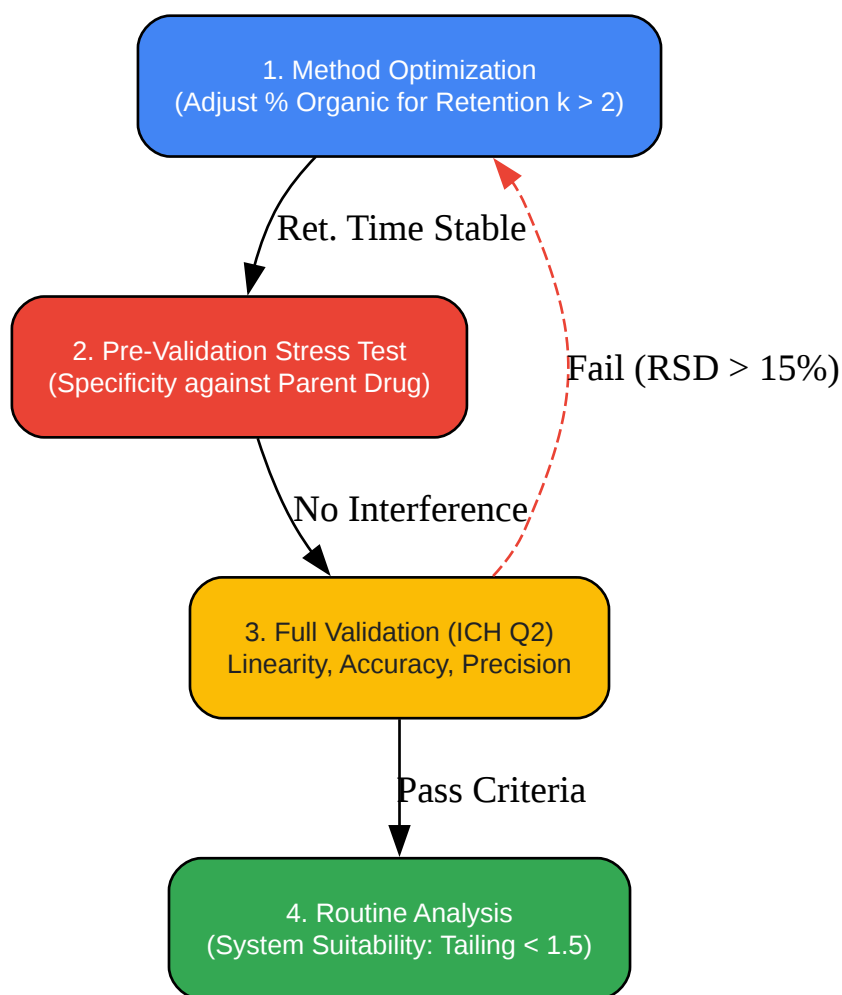 1. Method Optimization
(Adjust % Organic for Retention k > 2)
Ret. Time Stable
2. Pre-Validation Stress Test
(Specificity against Parent Drug)
Fail (RSD > 15%)
No Interference
3. Full Validation (ICH Q2)
Linearity, Accuracy, Precision
Pass Criteria
4. Routine Analysis
(System Suitability: Tailing < 1.5)